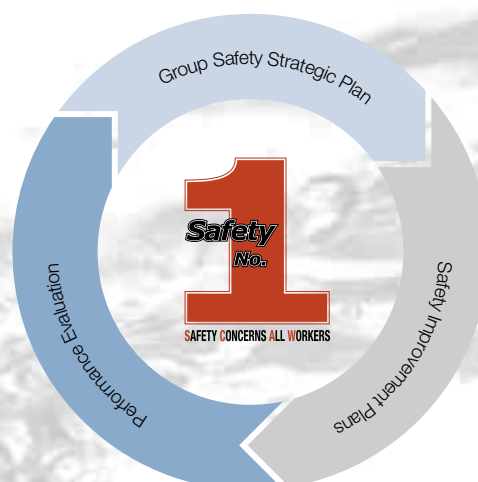 Group Safety Strategic Plan
Safety Improvement Plans
Performance Evaluation
1
Safety
No.
SAFETY CONCERNS ALL WORKERS